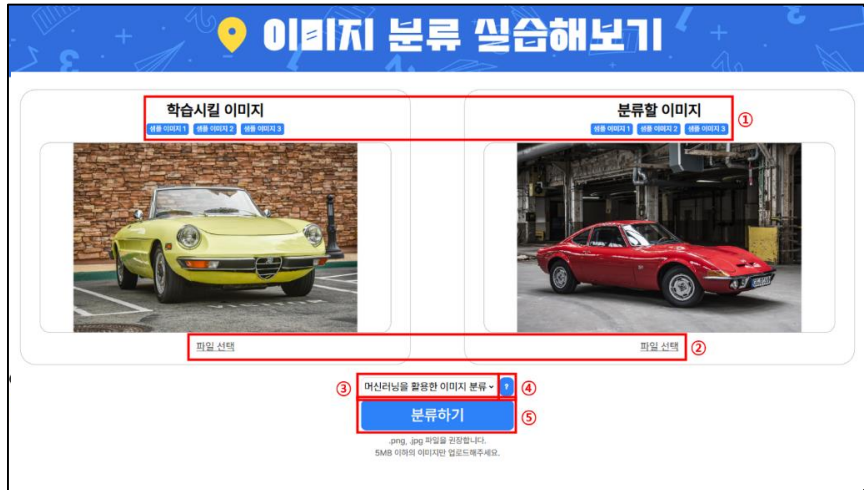 이미지 분류 실습해보기
학습시킬 이미지
샘플 이미지 1 샘플 이미지 2 샘플 이미지 3
분류할 이미지
샘플 이미지 1 샘플 이미지 2 샘플 이미지 3
①
파일 선택
파일 선택
②
③ 머신러닝을 활용한 이미지 분류 ? ④
분류하기 ⑤
.png, .jpg 파일을 권장합니다.
5MB 이하의 이미지만 업로드해주세요.